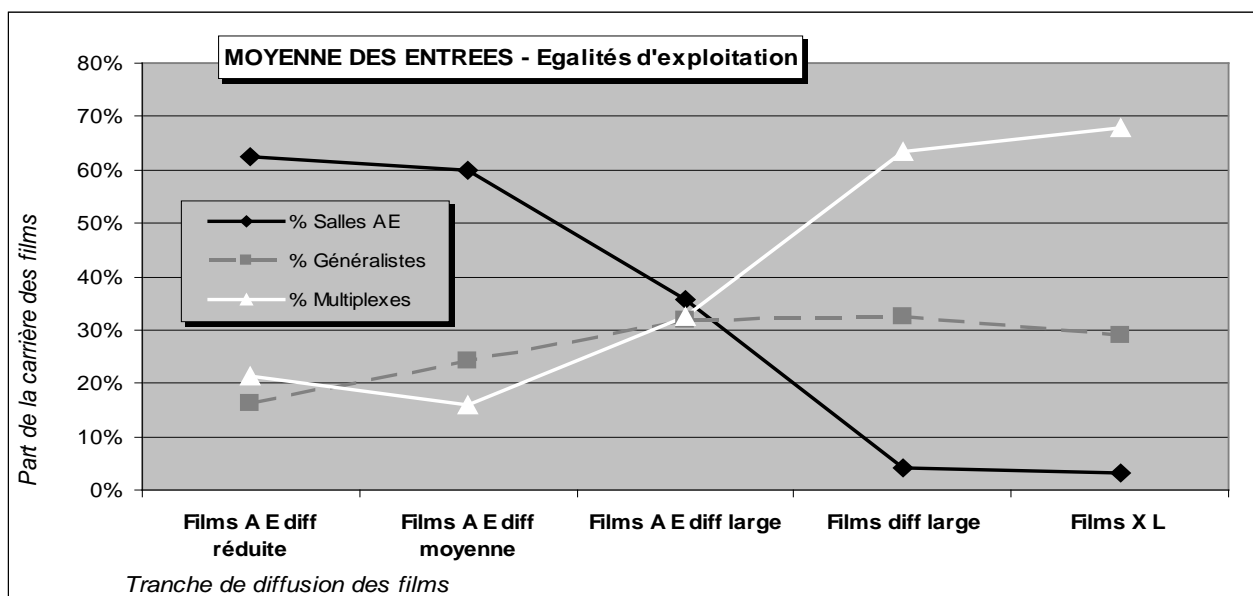 MOYENNE DES ENTREES - Egalités d'exploitation
80%
70%
60%
50%
40%
30%
20%
10%
0%
Part de la carrière des films
% Salles AE
% Généralistes
% Multiplexes
Films A E diff réduite
Films A E diff moyenne
Films A E diff large
Films diff large
Films X L
Tranche de diffusion des films